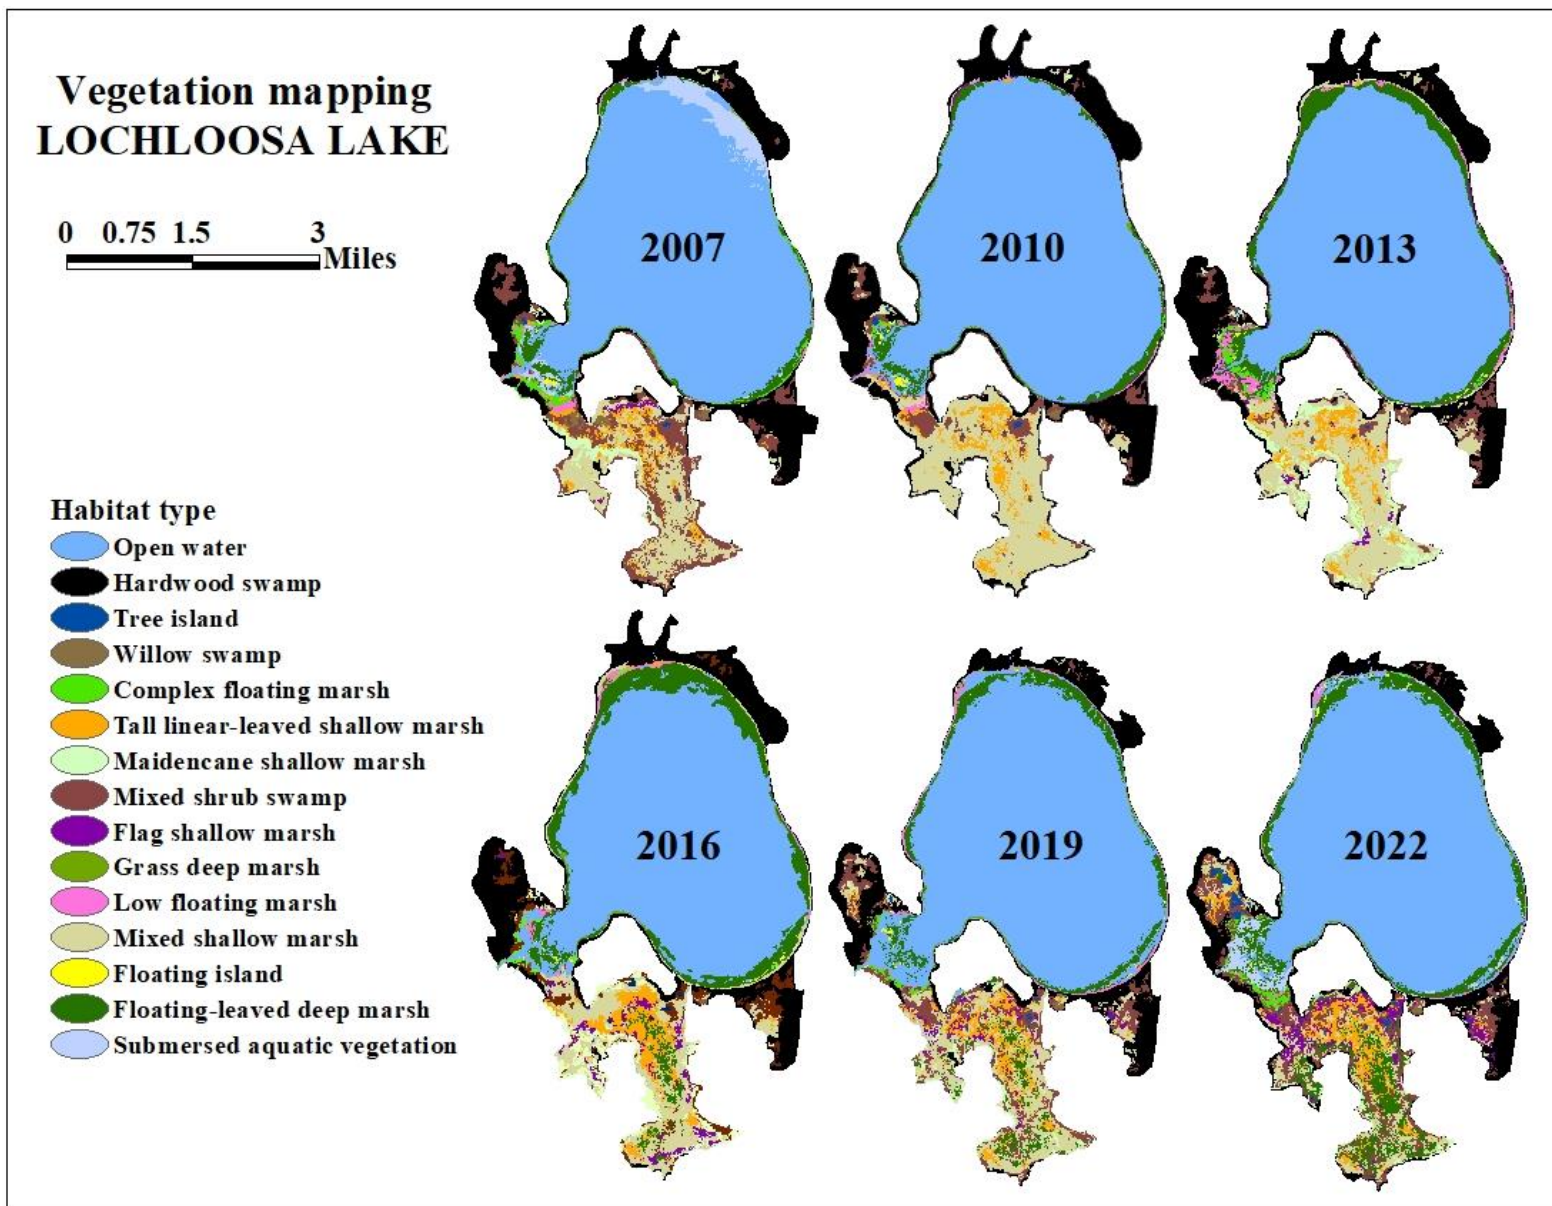 Vegetation mapping
LOCHLOOSA LAKE
0 0.75 1.5 3
Miles
2007
2010
2013
2016
2019
2022
Habitat type
Open water
Hardwood swamp
Tree island
Willow swamp
Complex floating marsh
Tall linear-leaved shallow marsh
Maidencane shallow marsh
Mixed shrub swamp
Flag shallow marsh
Grass deep marsh
Low floating marsh
Mixed shallow marsh
Floating island
Floating-leaved deep marsh
Submersed aquatic vegetation